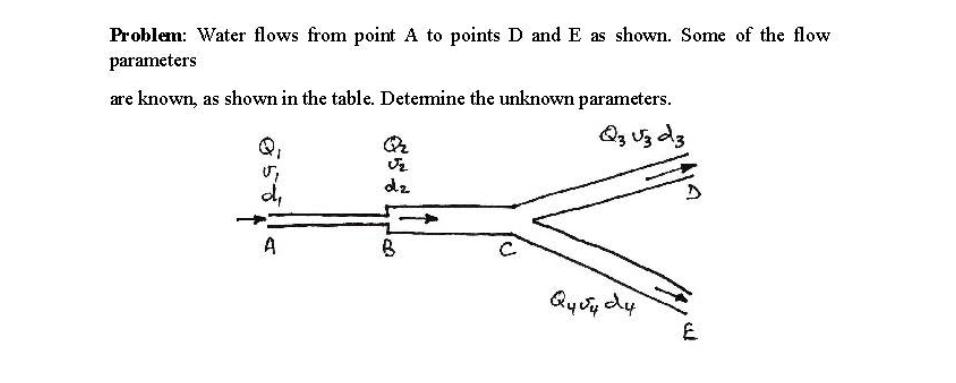 Problem: Water flows from point A to points D and E as shown. Some of the flow
parameters
are known, as shown in the table. Determine the unknown parameters.
Q₃ v₃ d₃
Q₁
v₁
d₁
Q₂
v₂
d₂
D
A
B
C
Q₄ v₄ d₄
E